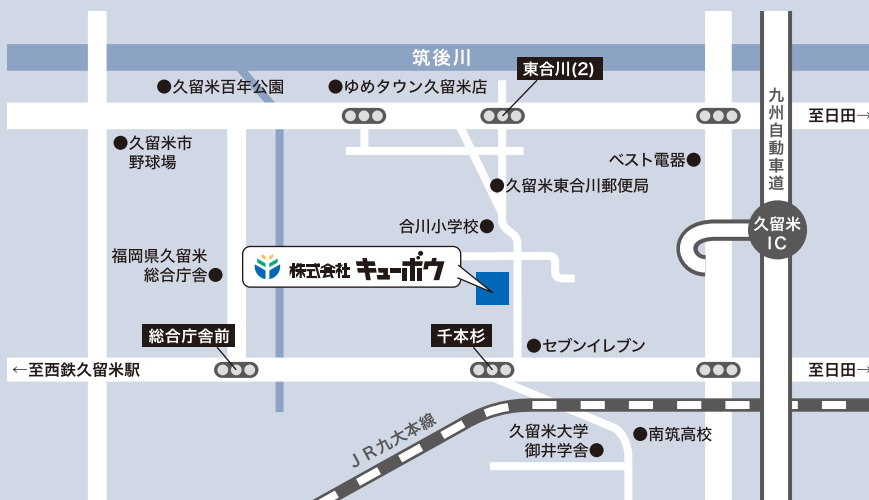 筑後川
東合川(2)
●久留米百年公園
●ゆめタウン久留米店
九州自動車道
至日田→
●久留米市
野球場
ベスト電器●
●久留米東合川郵便局
合川小学校●
久留米
IC
福岡県久留米
総合庁舎●
株式会社 キューボウ
総合庁舎前
千本杉
●セブンイレブン
←至西鉄久留米駅
至日田→
JR九大本線
久留米大学
御井学舎●
●南筑高校